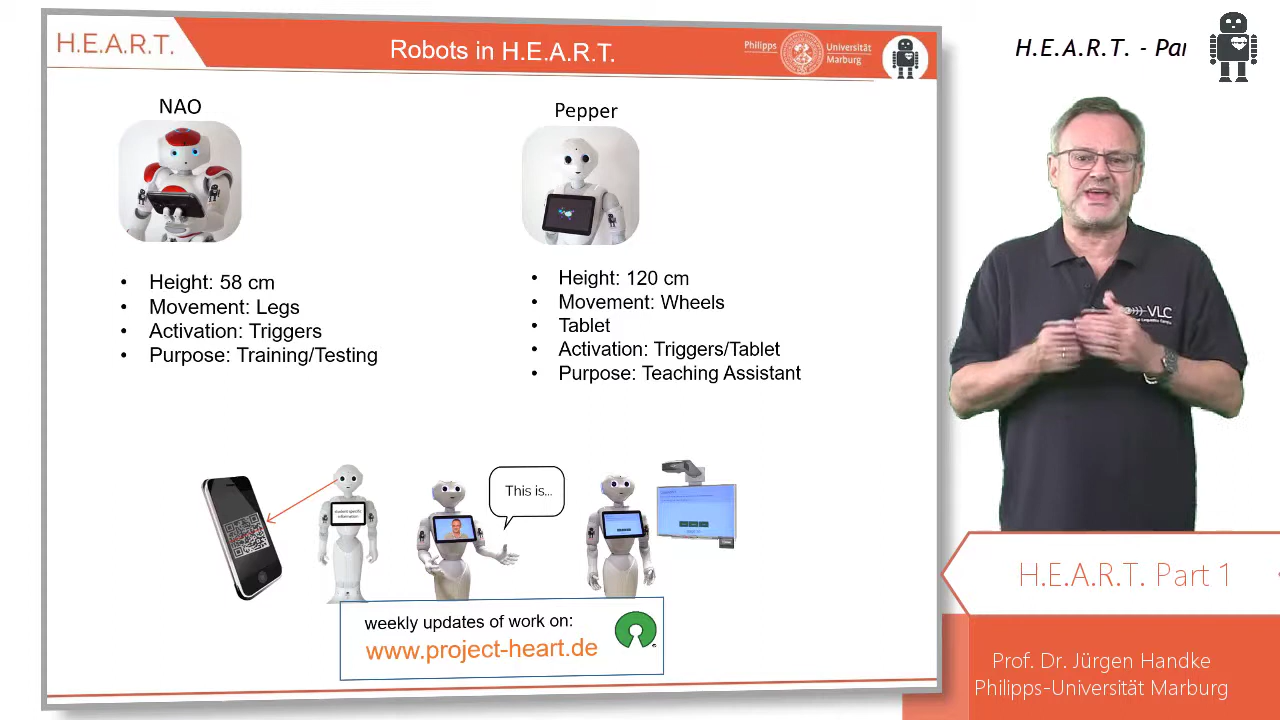 H.E.A.R.T.
Robots in H.E.A.R.T.
Philipps
Universität
Marburg
H.E.A.R.T. - Par
NAO
Pepper
• Height: 58 cm
• Movement: Legs
• Activation: Triggers
• Purpose: Training/Testing
• Height: 120 cm
• Movement: Wheels
• Tablet
• Activation: Triggers/Tablet
• Purpose: Teaching Assistant
VLC
This is...
weekly updates of work on:
www.project-heart.de
H.E.A.R.T. Part 1
Prof. Dr. Jürgen Handke
Philipps-Universität Marburg